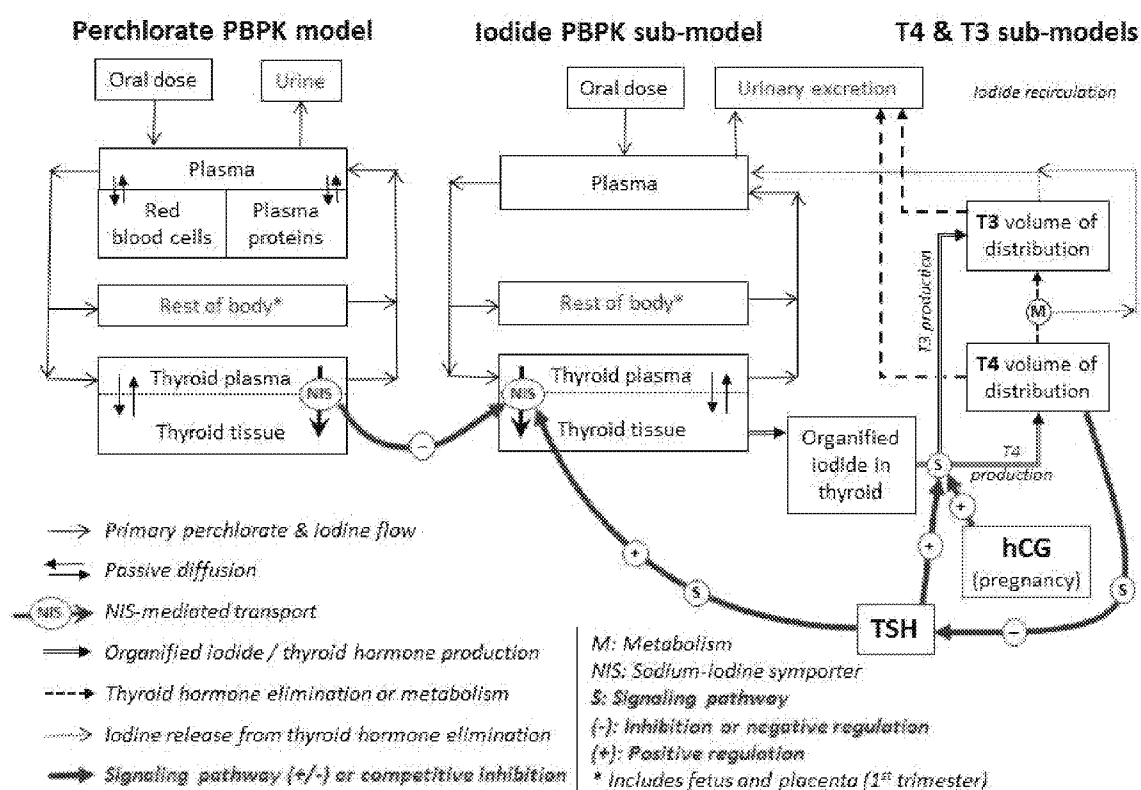 Perchlorate PBPK model
Iodide PBPK sub-model
T4 & T3 sub-models
Oral dose
Urine
Plasma
Red
blood cells
Plasma
proteins
Rest of body*
Thyroid plasma
NIS
Thyroid tissue
–
Oral dose
Urinary excretion
Iodide recirculation
Plasma
Rest of body*
Thyroid plasma
NIS
Thyroid tissue
T3 volume of
distribution
M
T3 production
T4 volume of
distribution
Organified
iodide in
thyroid
S
T4
production
+
+
hCG
(pregnancy)
+
S
S
TSH
–
Primary perchlorate & Iodine flow
Passive diffusion
NIS
NIS-mediated transport
Organified iodide / thyroid hormone production
Thyroid hormone elimination or metabolism
Iodine release from thyroid hormone elimination
Signaling pathway (+/-) or competitive inhibition
M: Metabolism
NIS: Sodium-iodine symporter
S: Signaling pathway
(-): Inhibition or negative regulation
(+): Positive regulation
* Includes fetus and placenta (1st trimester)